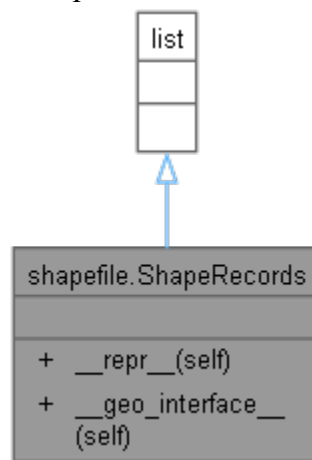 list
shapefile.ShapeRecords
+ __repr__(self)
+ __geo_interface__
(self)